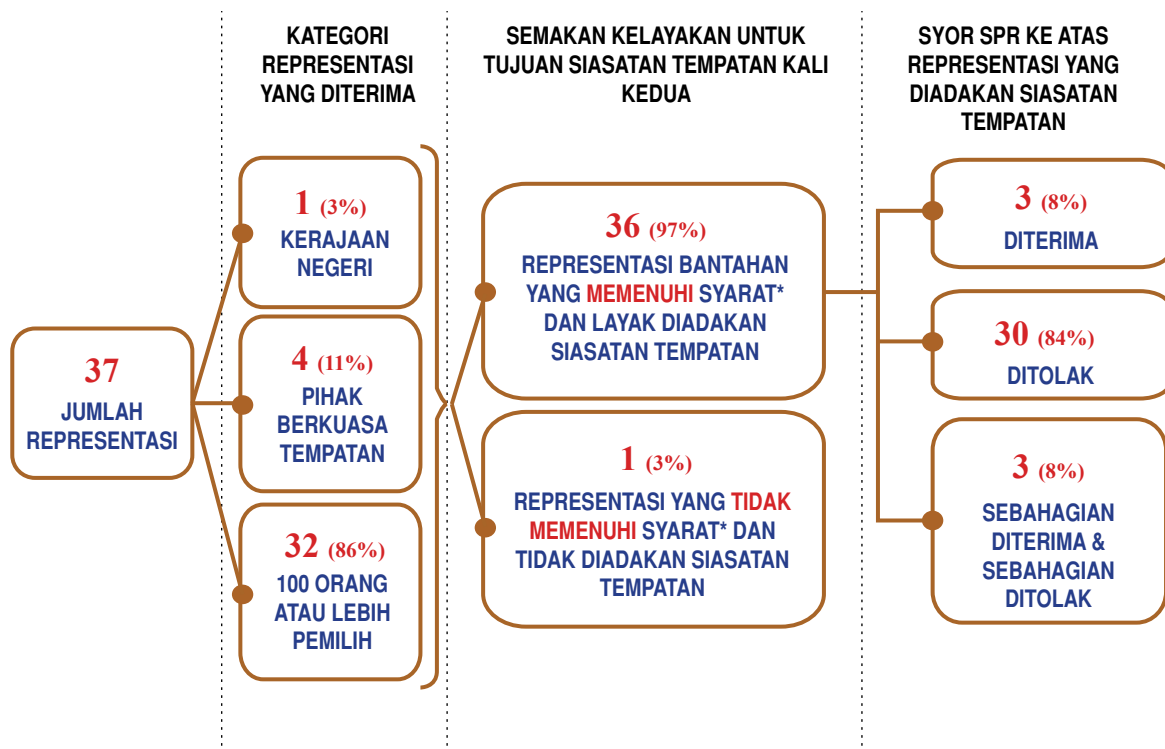 KATEGORI
REPRESENTASI
YANG DITERIMA
SEMAKAN KELAYAKAN UNTUK
TUJUAN SIASATAN TEMPATAN KALI
KEDUA
SYOR SPR KE ATAS
REPRESENTASI YANG
DIADAKAN SIASATAN
TEMPATAN
37
JUMLAH
REPRESENTASI
1 (3%)
KERAJAAN
NEGERI
4 (11%)
PIHAK
BERKUASA
TEMPATAN
32 (86%)
100 ORANG
ATAU LEBIH
PEMILIH
36 (97%)
REPRESENTASI BANTAHAN
YANG MEMENUHI SYARAT*
DAN LAYAK DIADAKAN
SIASATAN TEMPATAN
1 (3%)
REPRESENTASI YANG TIDAK
MEMENUHI SYARAT* DAN
TIDAK DIADAKAN SIASATAN
TEMPATAN
3 (8%)
DITERIMA
30 (84%)
DITOLAK
3 (8%)
SEBAHAGIAN
DITERIMA &
SEBAHAGIAN
DITOLAK